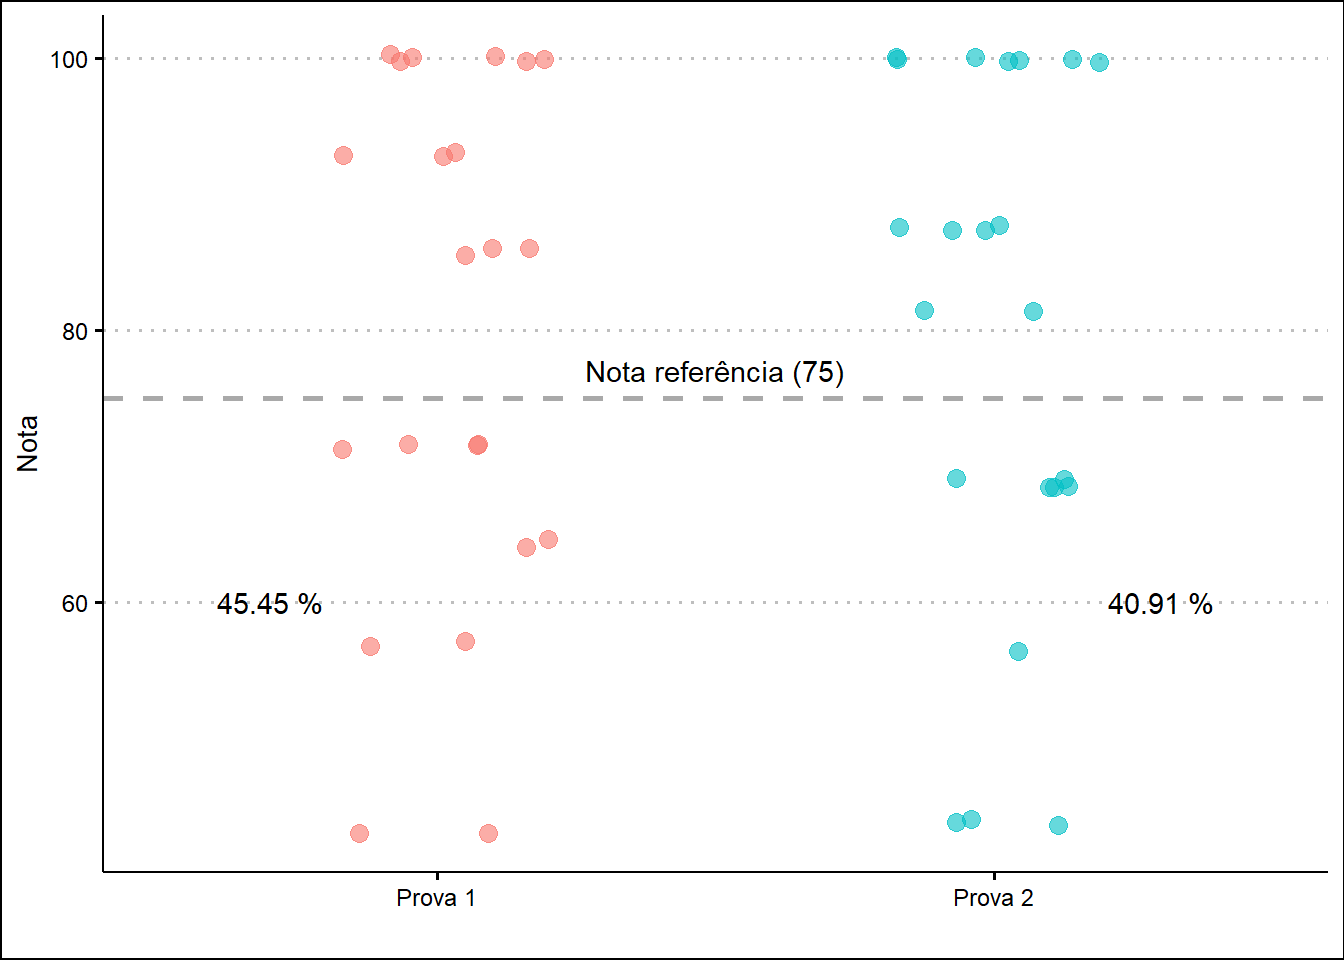 100
80
Nota referência (75)
Nota
60
45.45 %
40.91 %
Prova 1
Prova 2